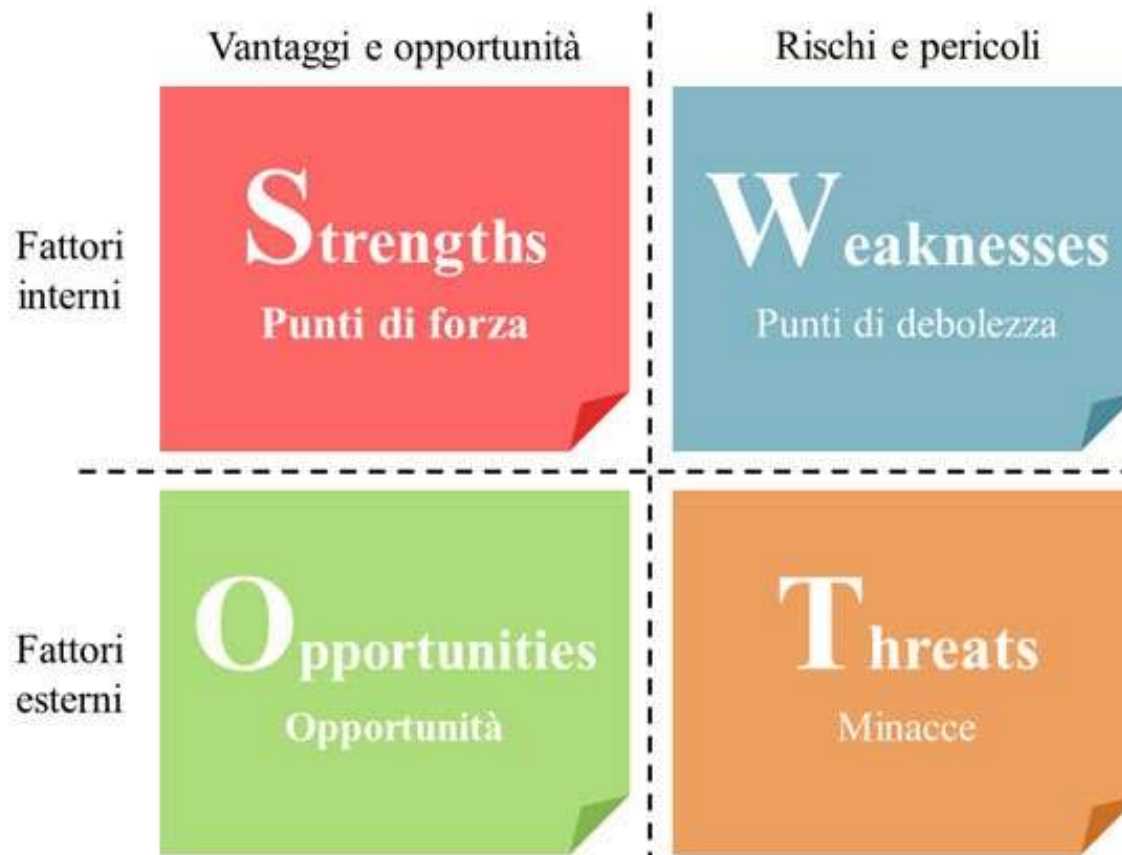 Vantaggi e opportunità
Rischi e pericoli
Fattori
interni
Strengths
Punti di forza
Weaknesses
Punti di debolezza
Fattori
esterni
Opportunities
Opportunità
Threats
Minacce